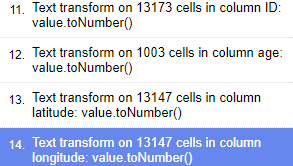 11. Text transform on 13173 cells in column ID:
value.toNumber()
12. Text transform on 1003 cells in column age:
value.toNumber()
13. Text transform on 13147 cells in column
latitude: value.toNumber()
14. Text transform on 13147 cells in column
longitude: value.toNumber()